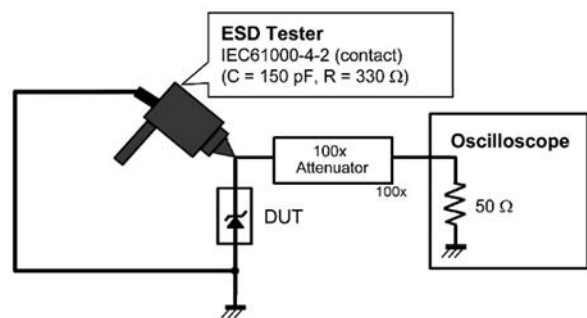 ESD Tester
IEC61000-4-2 (contact)
(C = 150 pF, R = 330 Ω)
100x
Attenuator
100x
Oscilloscope
50 Ω
DUT